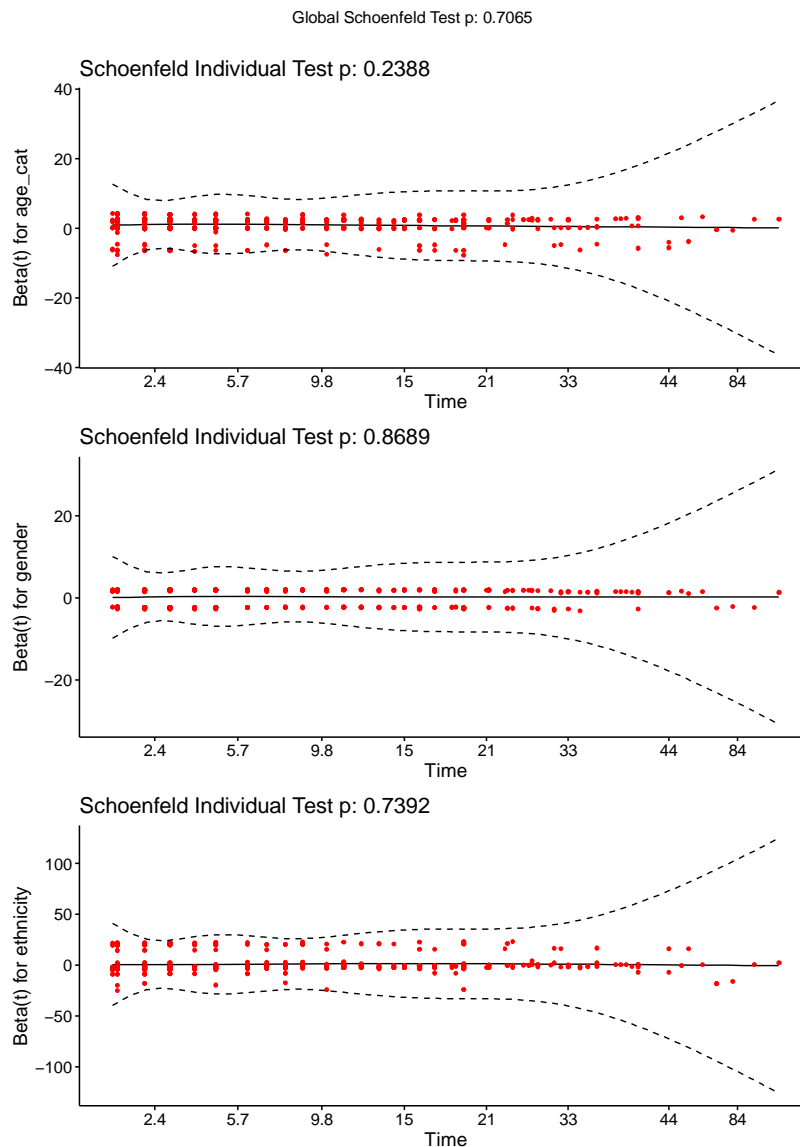 Global Schoenfeld Test p: 0.7065
Schoenfeld Individual Test p: 0.2388
Beta(t) for age_cat
40
20
0
−20
−40
2.4 5.7 9.8 15 21 33 44 84
Time
Schoenfeld Individual Test p: 0.8689
Beta(t) for gender
20
0
−20
2.4 5.7 9.8 15 21 33 44 84
Time
Schoenfeld Individual Test p: 0.7392
Beta(t) for ethnicity
100
50
0
−50
−100
2.4 5.7 9.8 15 21 33 44 84
Time